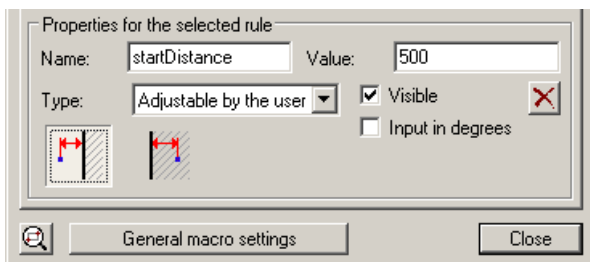 Properties for the selected rule
Name: startDistance Value: 500
Type: Adjustable by the user Visible
Input in degrees
General macro settings Close